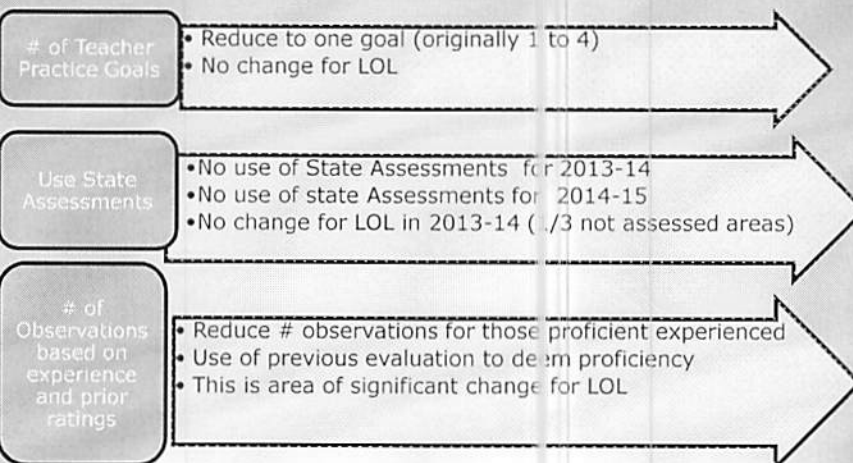 # of Teacher
Practice Goals
• Reduce to one goal (originally 1 to 4)
• No change for LOL
Use State
Assessments
•No use of State Assessments for 2013-14
•No use of state Assessments for 2014-15
•No change for LOL in 2013-14 ( /3 not assessed areas)
# of
Observations
based on
experience
and prior
ratings
• Reduce # observations for those proficient experienced
• Use of previous evaluation to deem proficiency
• This is area of significant change for LOL